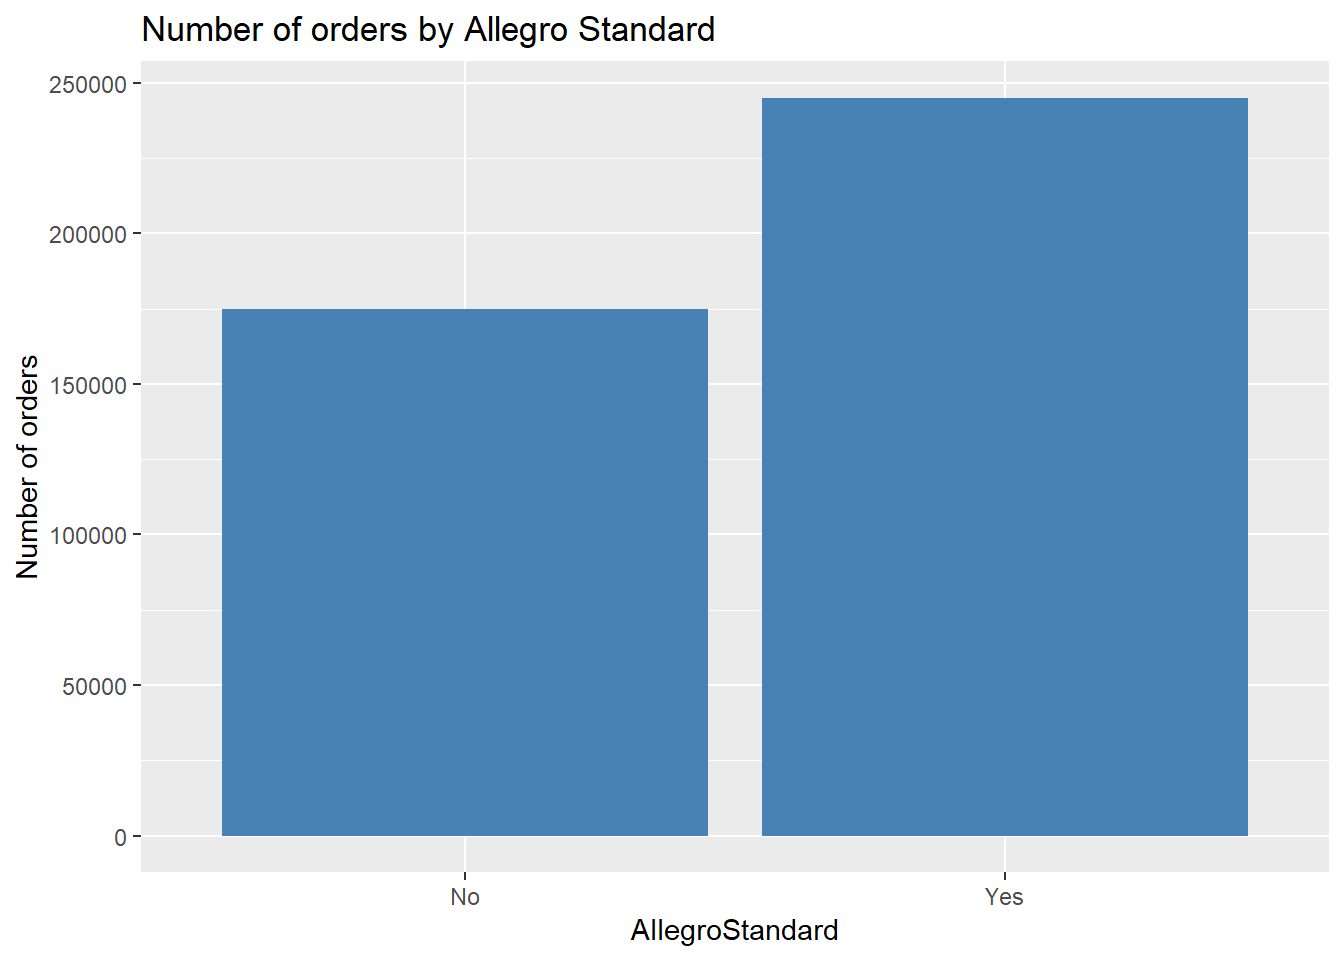 Number of orders by Allegro Standard
Number of orders
250000
200000
150000
100000
50000
0
No
Yes
AllegroStandard